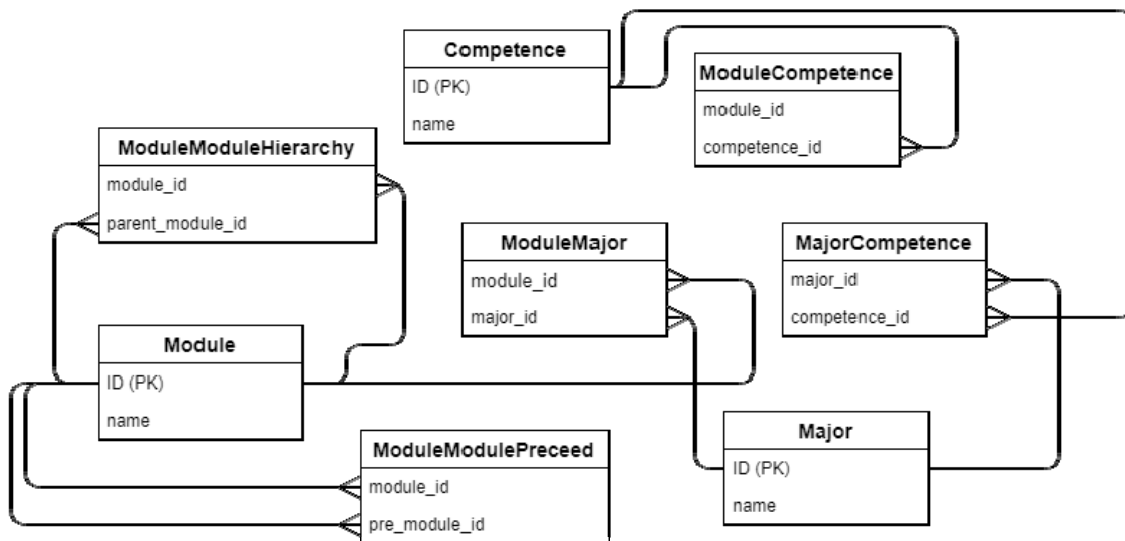 Competence
ID (PK)
name
ModuleCompetence
module_id
competence_id
ModuleModuleHierarchy
module_id
parent_module_id
ModuleMajor
module_id
major_id
MajorCompetence
major_id
competence_id
Module
ID (PK)
name
Major
ID (PK)
name
ModuleModulePreceed
module_id
pre_module_id